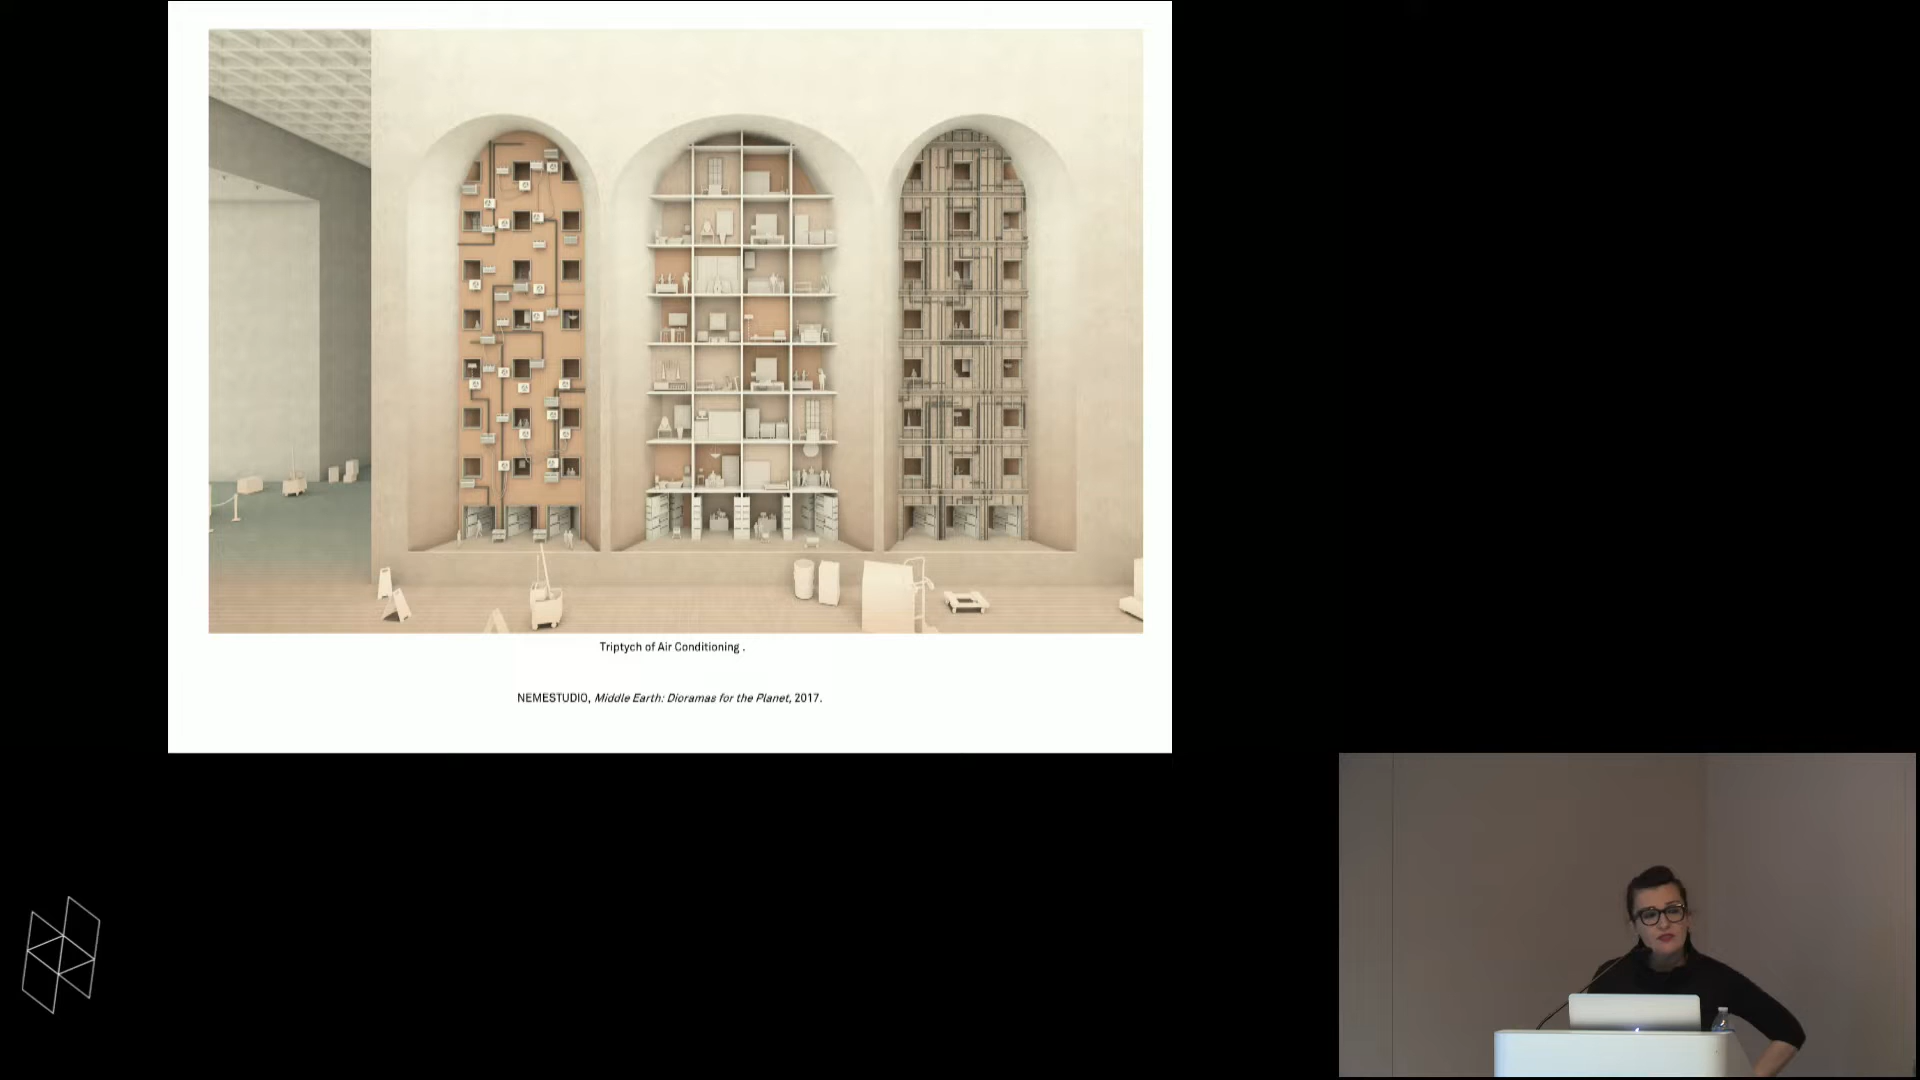 Triptych of Air Conditioning .
NEMESTUDIO, Middle Earth: Dioramas for the Planet, 2017.